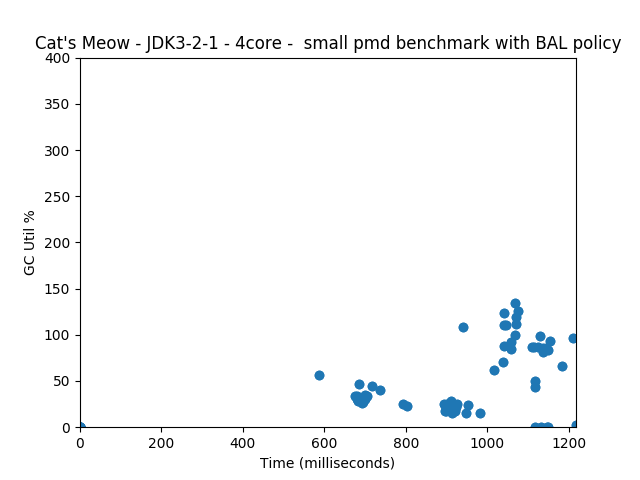 Cat's Meow - JDK3-2-1 - 4core -  small pmd benchmark with BAL policy
400
350
300
250
200
150
100
50
0
GC Util %
0 200 400 600 800 1000 1200
Time (milliseconds)